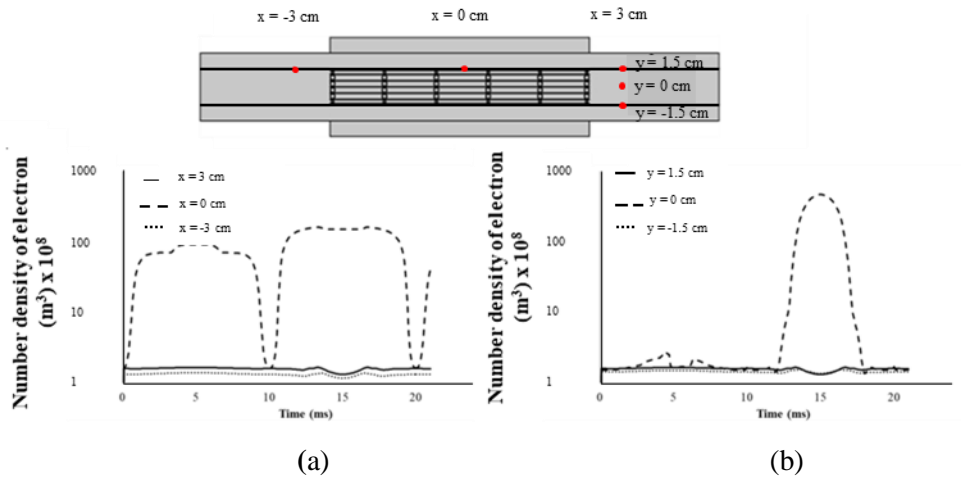 x = -3 cm
x = 0 cm
x = 3 cm
y = 1.5 cm
y = 0 cm
y = -1.5 cm
Number density of electron
(m³) x 10⁸
1000
100
10
1
x = 3 cm
x = 0 cm
x = -3 cm
0
5
10
15
20
Time (ms)
(a)
Number density of electron
(m³) x 10⁸
1000
100
10
1
y = 1.5 cm
y = 0 cm
y = -1.5 cm
0
5
10
15
20
Time (ms)
(b)